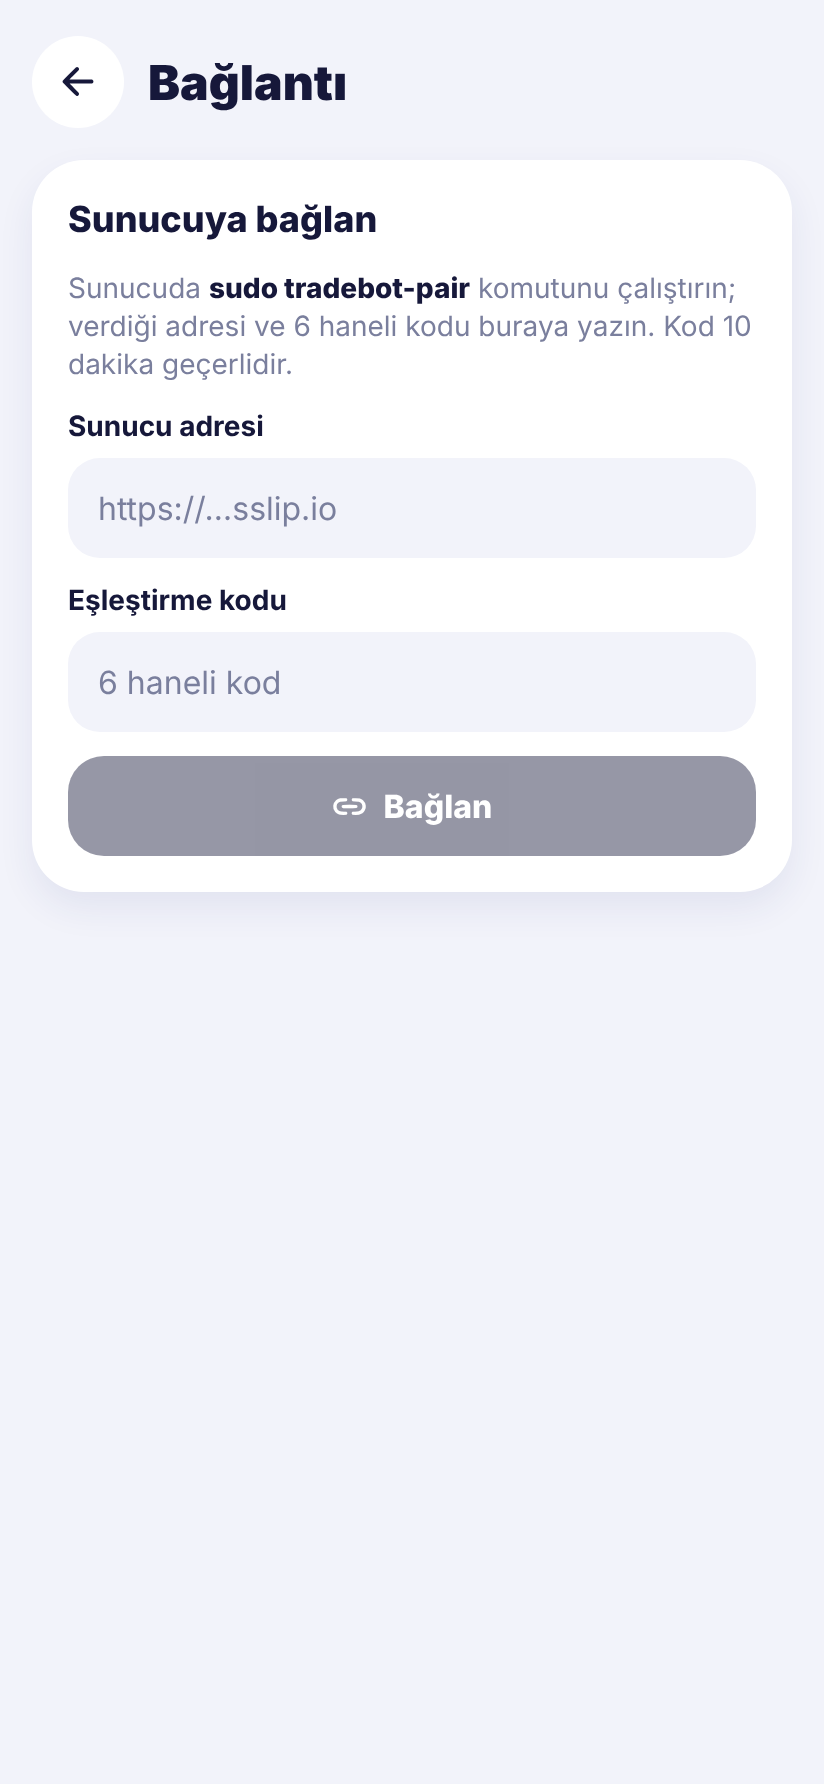 Bağlantı
Sunucuya bağlan
Sunucuda sudo tradebot-pair komutunu çalıştırın;
verdiği adresi ve 6 haneli kodu buraya yazın. Kod 10
dakika geçerlidir.
Sunucu adresi
https://...sslip.io
Eşleştirme kodu
6 haneli kod
Bağlan